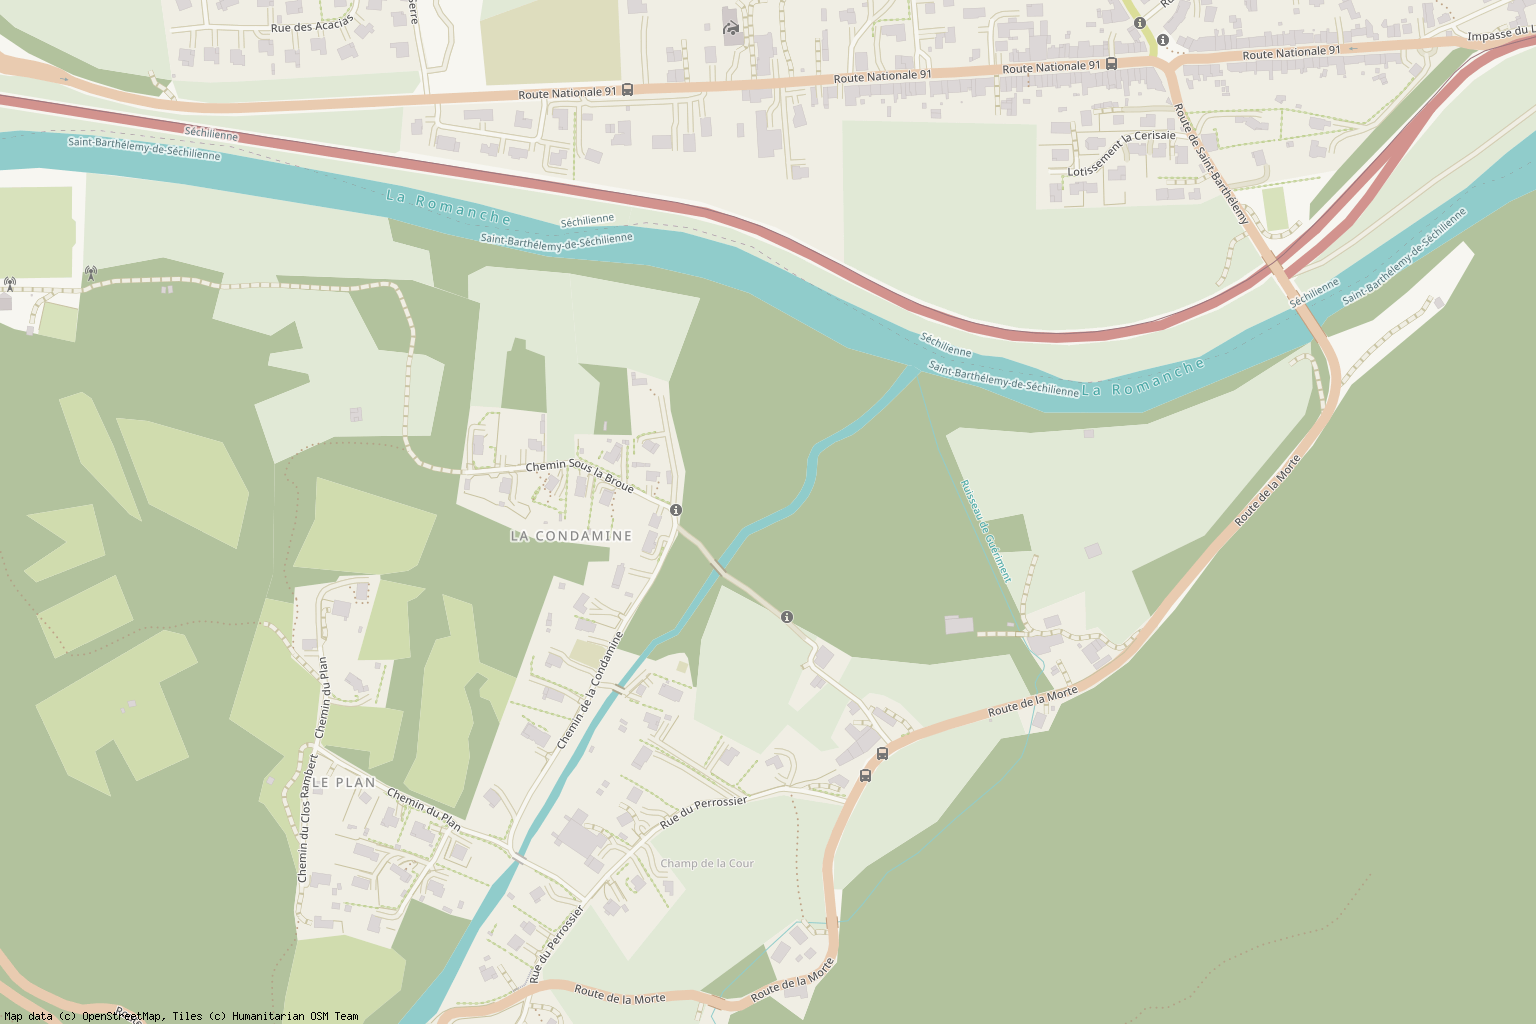 Rue des Acacias
Route Nationale 91
Route Nationale 91
Route Nationale 91
Route Nationale 91
Séchilienne
Saint-Barthélemy-de-Séchilienne
Route de Saint-Barthélemy
Lotissement la Cerisaie
La Romanche
Séchilienne
Saint-Barthélemy-de-Séchilienne
Séchilienne
Saint-Barthélemy-de-Séchilienne
Séchilienne
Saint-Barthélemy-de-Séchilienne
La Romanche
Chemin Sous la Broue
Route de la Morte
Ruisseau de Guériment
LA CONDAMINE
Chemin de la Condamine
Chemin du Plan
Route de la Morte
LE PLAN
Chemin du Clos Rambert
Chemin du Plan
Rue du Perrossier
Champ de la Cour
Rue du Perrossier
Route de la Morte
Route de la Morte
Map data (c) OpenStreetMap, Tiles (c) Humanitarian OSM Team